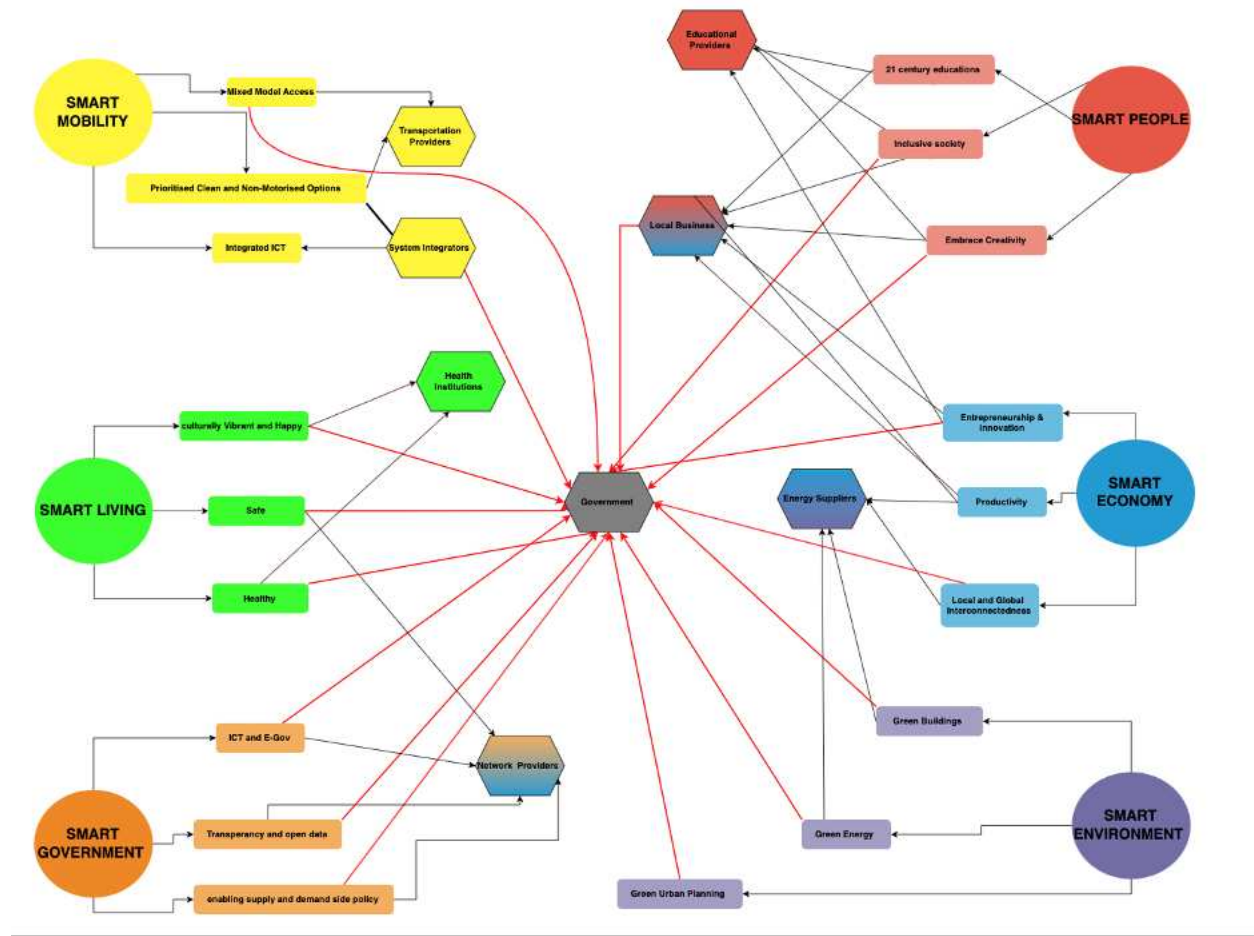 SMART
MOBILITY
Mixed Model Access
Transportation
Providers
Prioritised Clean and Non-Motorised Options
Integrated ICT
System Integrators
Educational
Providers
21 century educations
SMART PEOPLE
Inclusive society
Local Business
Embrace Creativity
Health
Institutions
culturally Vibrant and Happy
SMART LIVING
Safe
Healthy
Government
Entrepreneurship &
innovation
Energy Suppliers
Productivity
SMART
ECONOMY
Local and Global
Interconnectedness
ICT and E-Gov
Network Providers
SMART
GOVERNMENT
Transperancy and open data
enabling supply and demand side policy
Green Buildings
Green Energy
SMART
ENVIRONMENT
Green Urban Planning